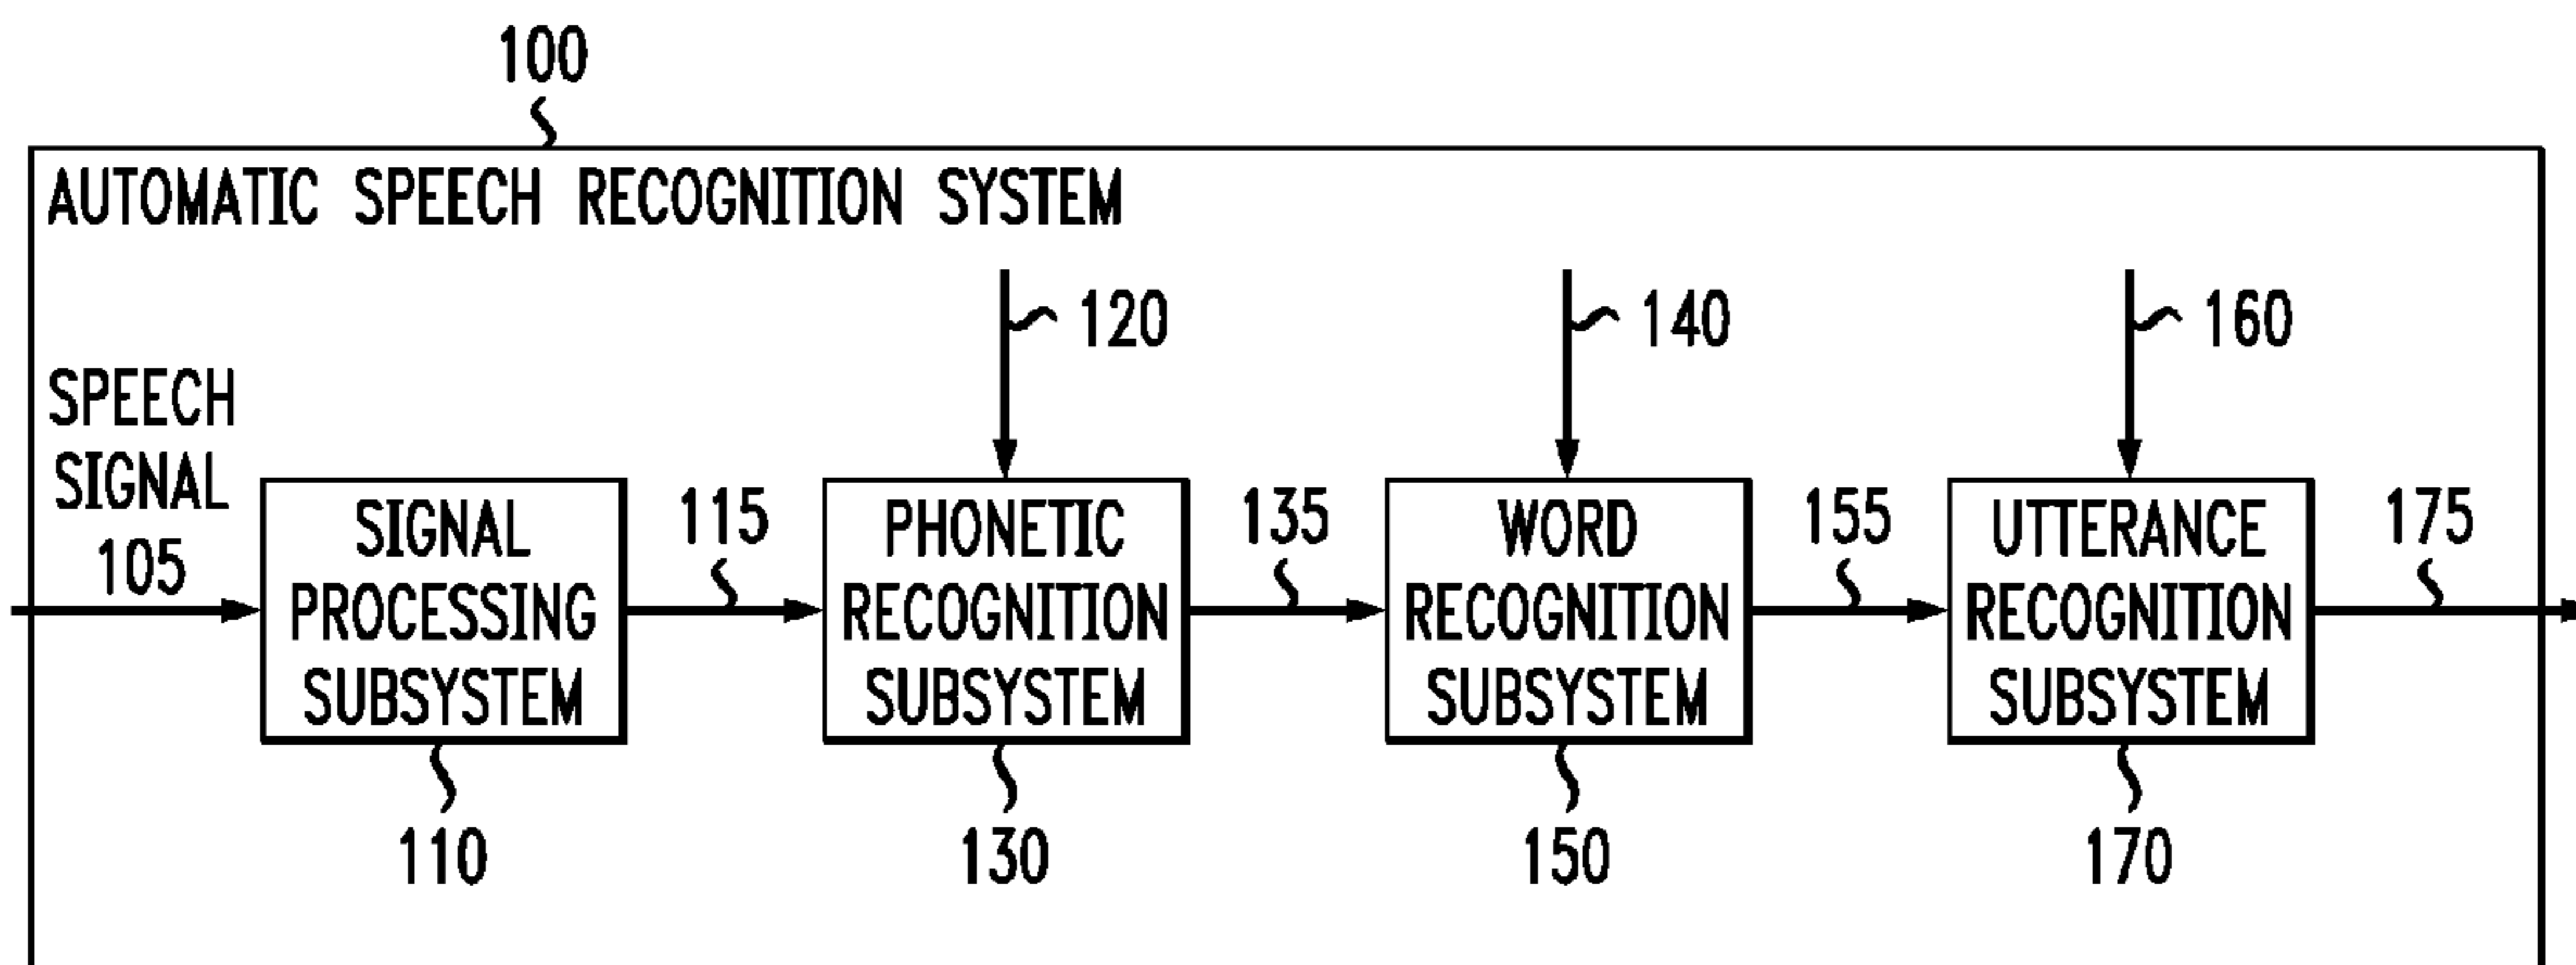 100
AUTOMATIC SPEECH RECOGNITION SYSTEM
120
140
160
SPEECH
SIGNAL
105
115
135
155
175
SIGNAL
PROCESSING
SUBSYSTEM
PHONETIC
RECOGNITION
SUBSYSTEM
WORD
RECOGNITION
SUBSYSTEM
UTTERANCE
RECOGNITION
SUBSYSTEM
110
130
150
170